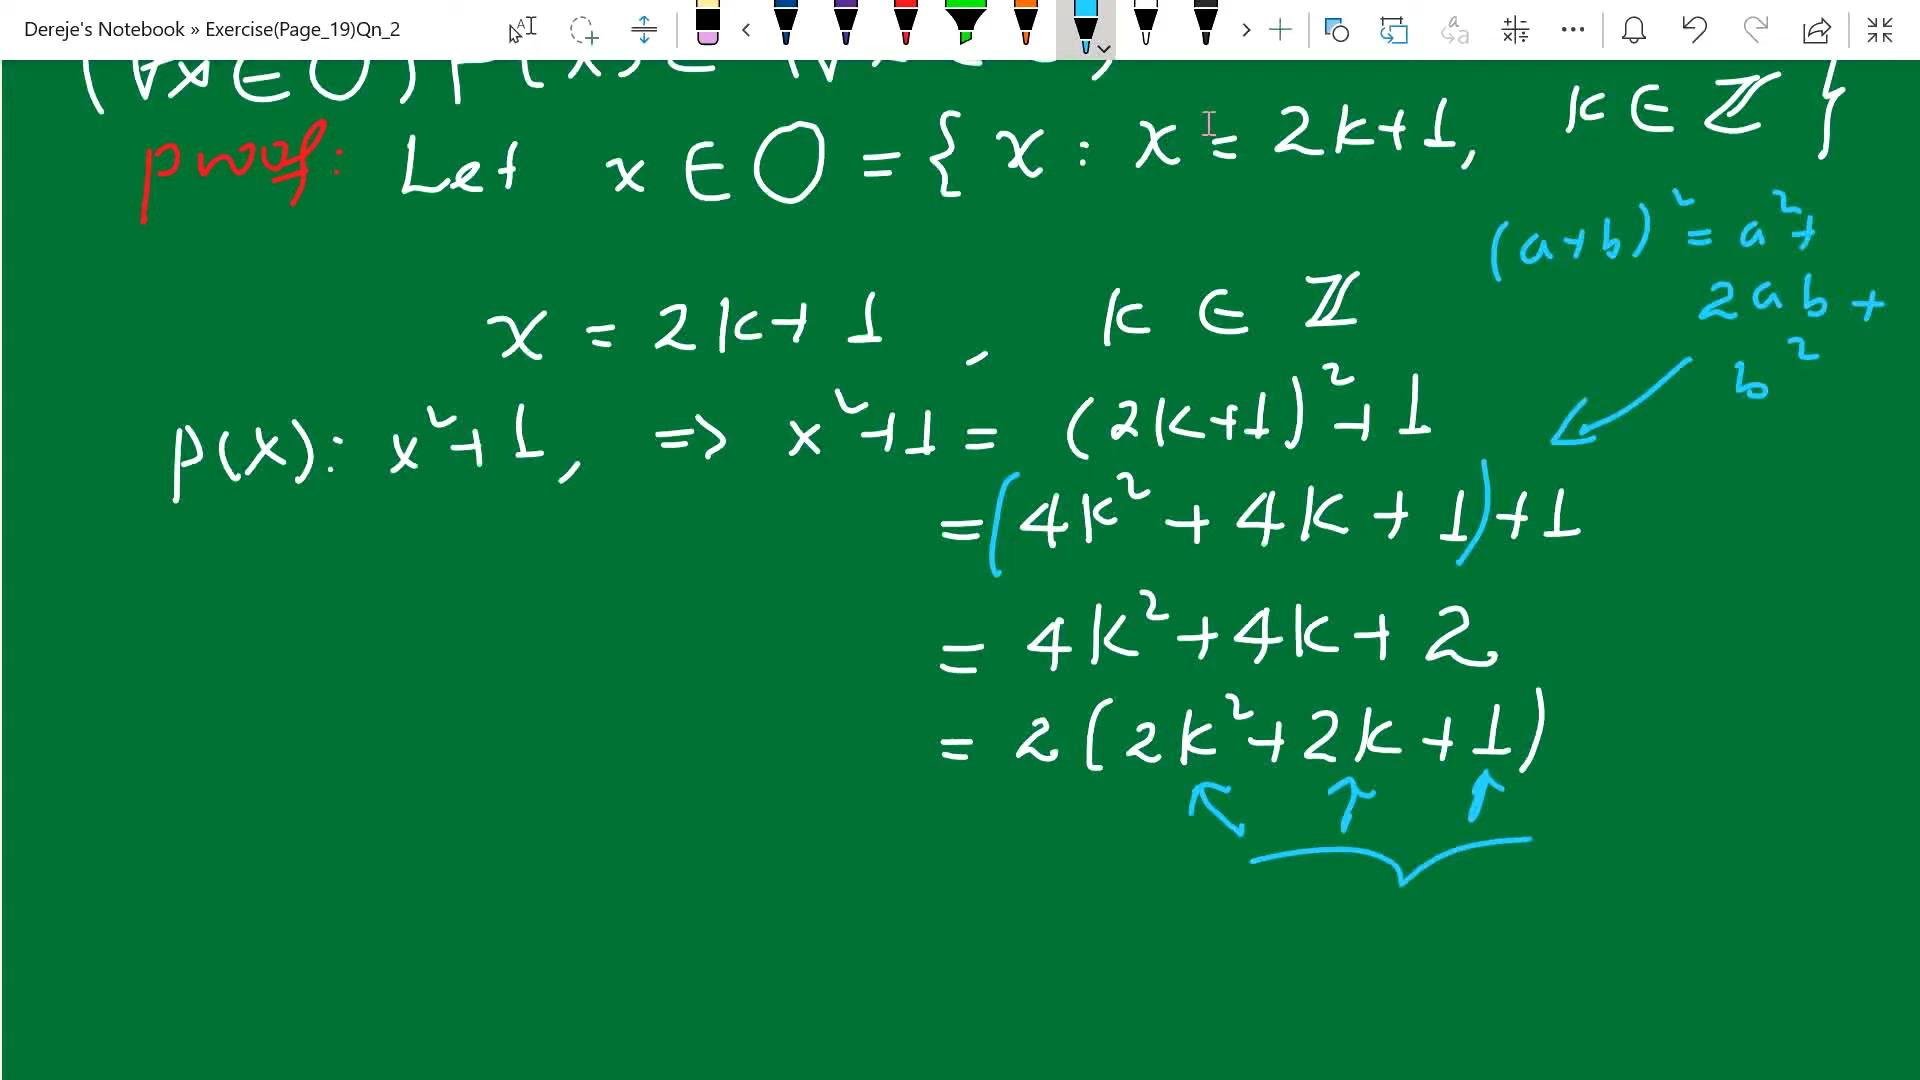 Dereje's Notebook » Exercise(Page_19)Qn_2
proof: Let x ∈ O = { x : x = 2k+1, k ∈ ℤ }
(a+b)² = a² +
2ab +
b²
x = 2k+1 , k ∈ ℤ
P(x): x²+1, => x²+1 = (2k+1)²+1
= (4k² + 4k + 1) + 1
= 4k² + 4k + 2
= 2(2k² + 2k + 1)